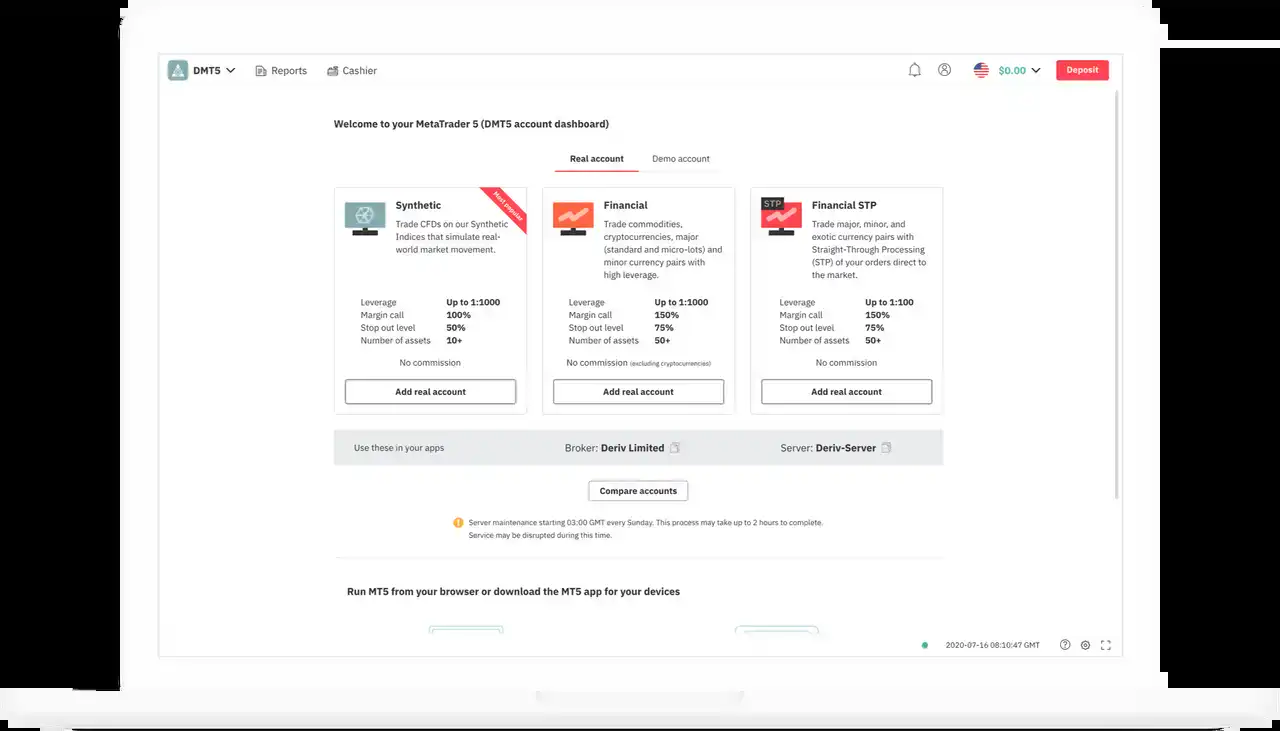 DMT5
Reports
Cashier
$0.00
Deposit
Welcome to your MetaTrader 5 (DMT5 account dashboard)
Real account
Demo account
Most popular
Synthetic
Trade CFDs on our Synthetic
Indices that simulate real-
world market movement.
Leverage Up to 1:1000
Margin call 100%
Stop out level 50%
Number of assets 10+
No commission
Add real account
Financial
Trade commodities,
cryptocurrencies, major
(standard and micro-lots) and
minor currency pairs with
high leverage.
Leverage Up to 1:1000
Margin call 150%
Stop out level 75%
Number of assets 50+
No commission (excluding cryptocurrencies)
Add real account
STP
Financial STP
Trade major, minor, and
exotic currency pairs with
Straight-Through Processing
(STP) of your orders direct to
the market.
Leverage Up to 1:100
Margin call 150%
Stop out level 75%
Number of assets 50+
No commission
Add real account
Use these in your apps
Broker: Deriv Limited
Server: Deriv-Server
Compare accounts
Server maintenance starting 03:00 GMT every Sunday. This process may take up to 2 hours to complete.
Service may be disrupted during this time.
Run MT5 from your browser or download the MT5 app for your devices
2020-07-16 08:10:47 GMT